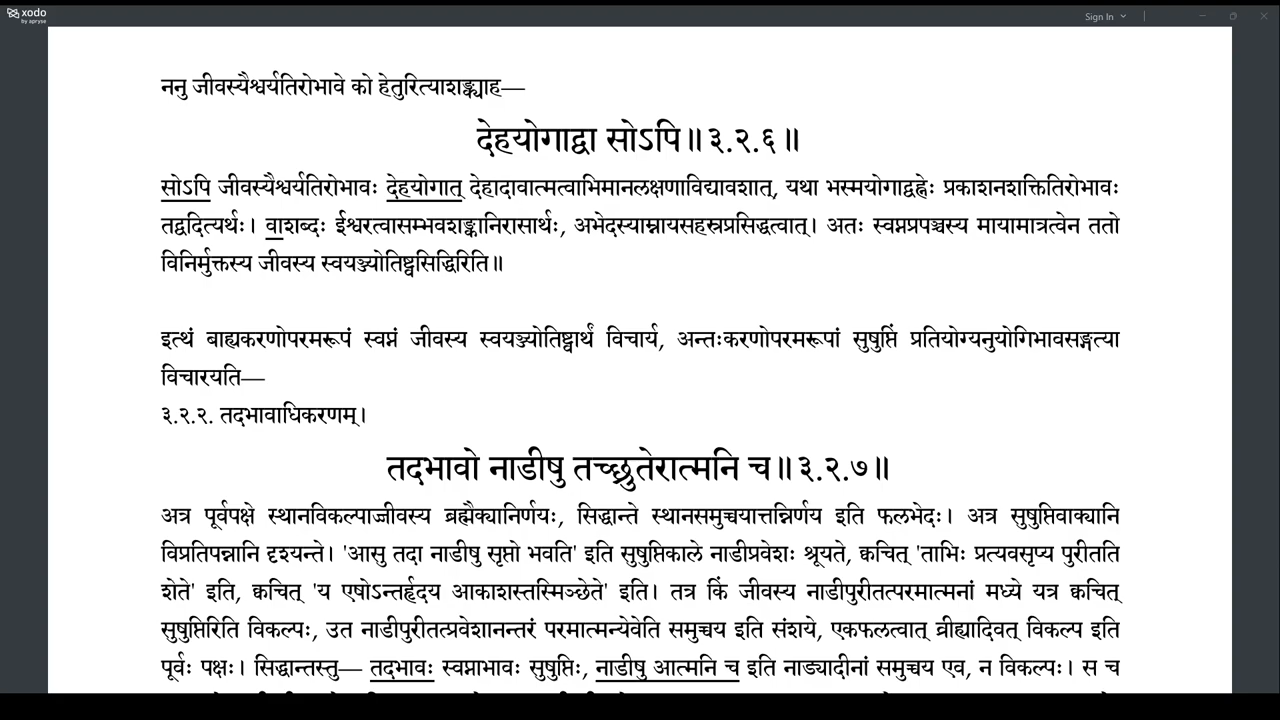 xodo
by apryse
Sign In
ननु जीवस्यैश्वर्यतिरोभावे को हेतुरित्याशङ्क्याह—
देहयोगाद्वा सोऽपि॥३.२.६॥
सोऽपि जीवस्यैश्वर्यतिरोभावः देहयोगात् देहादावात्मत्वाभिमानलक्षणाविद्यावशात्, यथा भस्मयोगाद्वह्नेः प्रकाशनशक्तितिरोभावः
तद्वदित्यर्थः। वाशब्दः ईश्वरत्वासम्भवशङ्कानिरासार्थः, अभेदस्याम्नायसहस्रप्रसिद्धत्वात्। अतः स्वप्नप्रपञ्चस्य मायामात्रत्वेन ततो
विनिर्मुक्तस्य जीवस्य स्वयञ्ज्योतिष्ट्वसिद्धिरिति॥
इत्थं बाह्यकरणोपरमरूपं स्वप्नं जीवस्य स्वयञ्ज्योतिष्ट्वार्थं विचार्य, अन्तःकरणोपरमरूपां सुषुप्तिं प्रतियोग्यनुयोगिभावसङ्गत्या
विचारयति—
३.२.२. तदभावाधिकरणम्।
तदभावो नाडीषु तच्छ्रुतेरात्मनि च॥३.२.७॥
अत्र पूर्वपक्षे स्थानविकल्पाज्जीवस्य ब्रह्मैक्यानिर्णयः, सिद्धान्ते स्थानसमुच्चयात्तन्निर्णय इति फलभेदः। अत्र सुषुप्तिवाक्यानि
विप्रतिपन्नानि दृश्यन्ते। 'आसु तदा नाडीषु सृप्तो भवति' इति सुषुप्तिकाले नाडीप्रवेशः श्रूयते, क्वचित् 'ताभिः प्रत्यवसृप्य पुरीतति
शेते' इति, क्वचित् 'य एषोऽन्तर्हृदय आकाशस्तस्मिञ्छेते' इति। तत्र किं जीवस्य नाडीपुरीतत्परमात्मनां मध्ये यत्र क्वचित्
सुषुप्तिरिति विकल्पः, उत नाडीपुरीतत्प्रवेशानन्तरं परमात्मन्येवेति समुच्चय इति संशये, एकफलत्वात् व्रीह्यादिवत् विकल्प इति
पूर्वः पक्षः। सिद्धान्तस्तु— तदभावः स्वप्नाभावः सुषुप्तिः, नाडीषु आत्मनि च इति नाड्यादीनां समुच्चय एव, न विकल्पः। स च